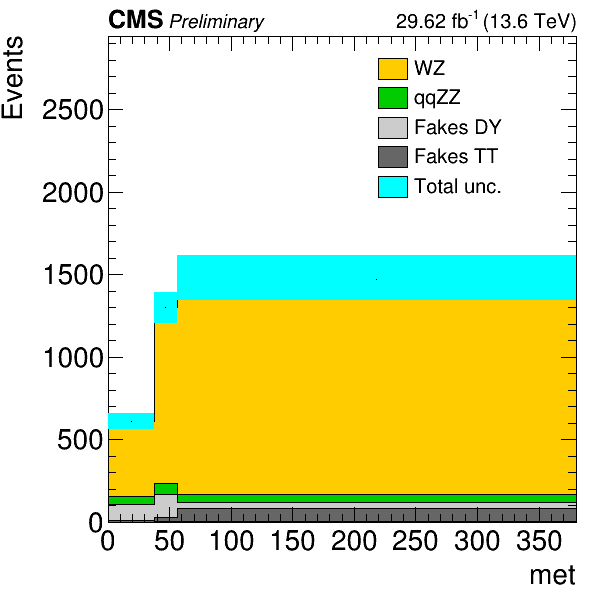 CMS Preliminary 29.62 fb-1 (13.6 TeV)
Events
WZ
qqZZ
Fakes DY
Fakes TT
Total unc.
2500
2000
1500
1000
500
0
0 50 100 150 200 250 300 350
met